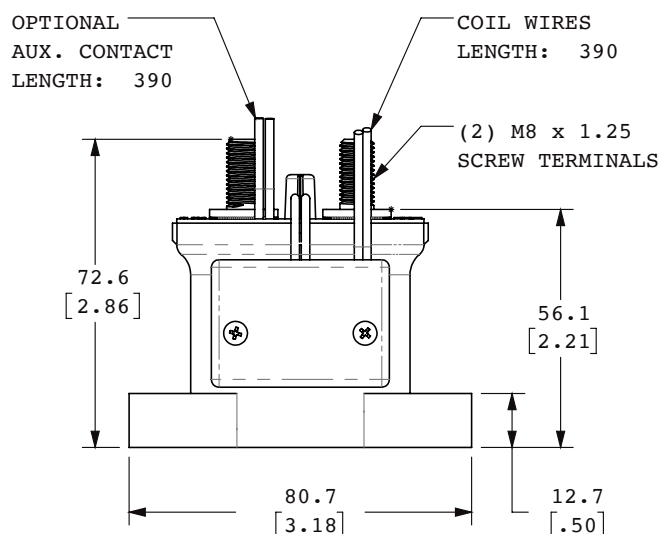 OPTIONAL
AUX. CONTACT
LENGTH: 390
COIL WIRES
LENGTH: 390
(2) M8 x 1.25
SCREW TERMINALS
72.6
[2.86]
56.1
[2.21]
80.7
[3.18]
12.7
[.50]